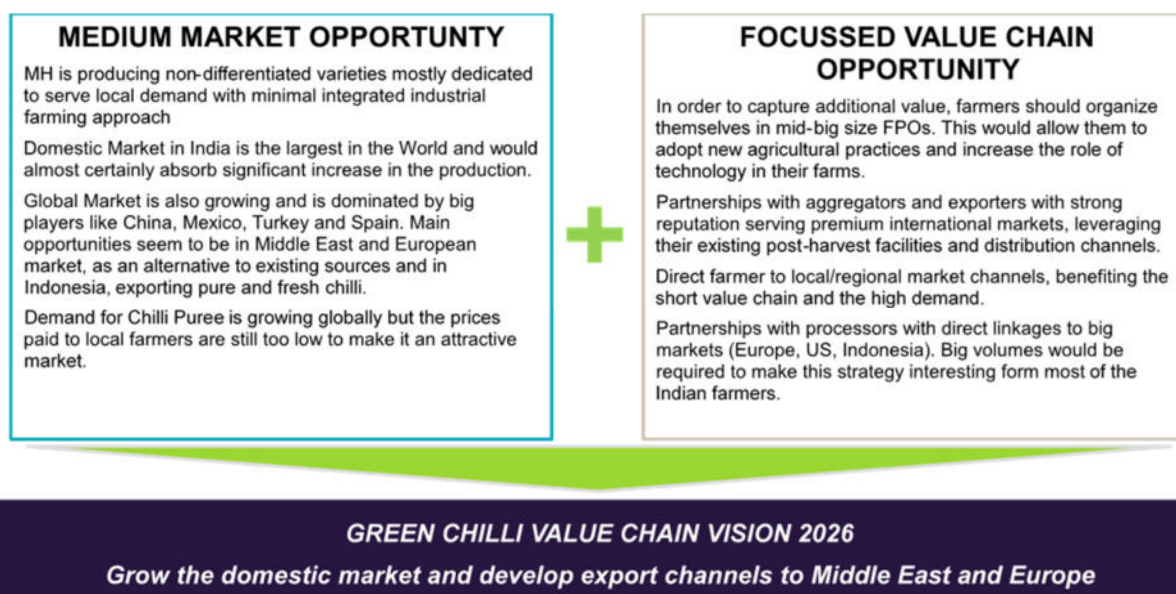 MEDIUM MARKET OPPORTUNTY
MH is producing non-differentiated varieties mostly dedicated
to serve local demand with minimal integrated industrial
farming approach
Domestic Market in India is the largest in the World and would
almost certainly absorb significant increase in the production.
Global Market is also growing and is dominated by big
players like China, Mexico, Turkey and Spain. Main
opportunities seem to be in Middle East and European
market, as an alternative to existing sources and in
Indonesia, exporting pure and fresh chilli.
Demand for Chilli Puree is growing globally but the prices
paid to local farmers are still too low to make it an attractive
market.
FOCUSSED VALUE CHAIN
OPPORTUNITY
In order to capture additional value, farmers should organize
themselves in mid-big size FPOs. This would allow them to
adopt new agricultural practices and increase the role of
technology in their farms.
Partnerships with aggregators and exporters with strong
reputation serving premium international markets, leveraging
their existing post-harvest facilities and distribution channels.
Direct farmer to local/regional market channels, benefiting the
short value chain and the high demand.
Partnerships with processors with direct linkages to big
markets (Europe, US, Indonesia). Big volumes would be
required to make this strategy interesting form most of the
Indian farmers.
GREEN CHILLI VALUE CHAIN VISION 2026
Grow the domestic market and develop export channels to Middle East and Europe